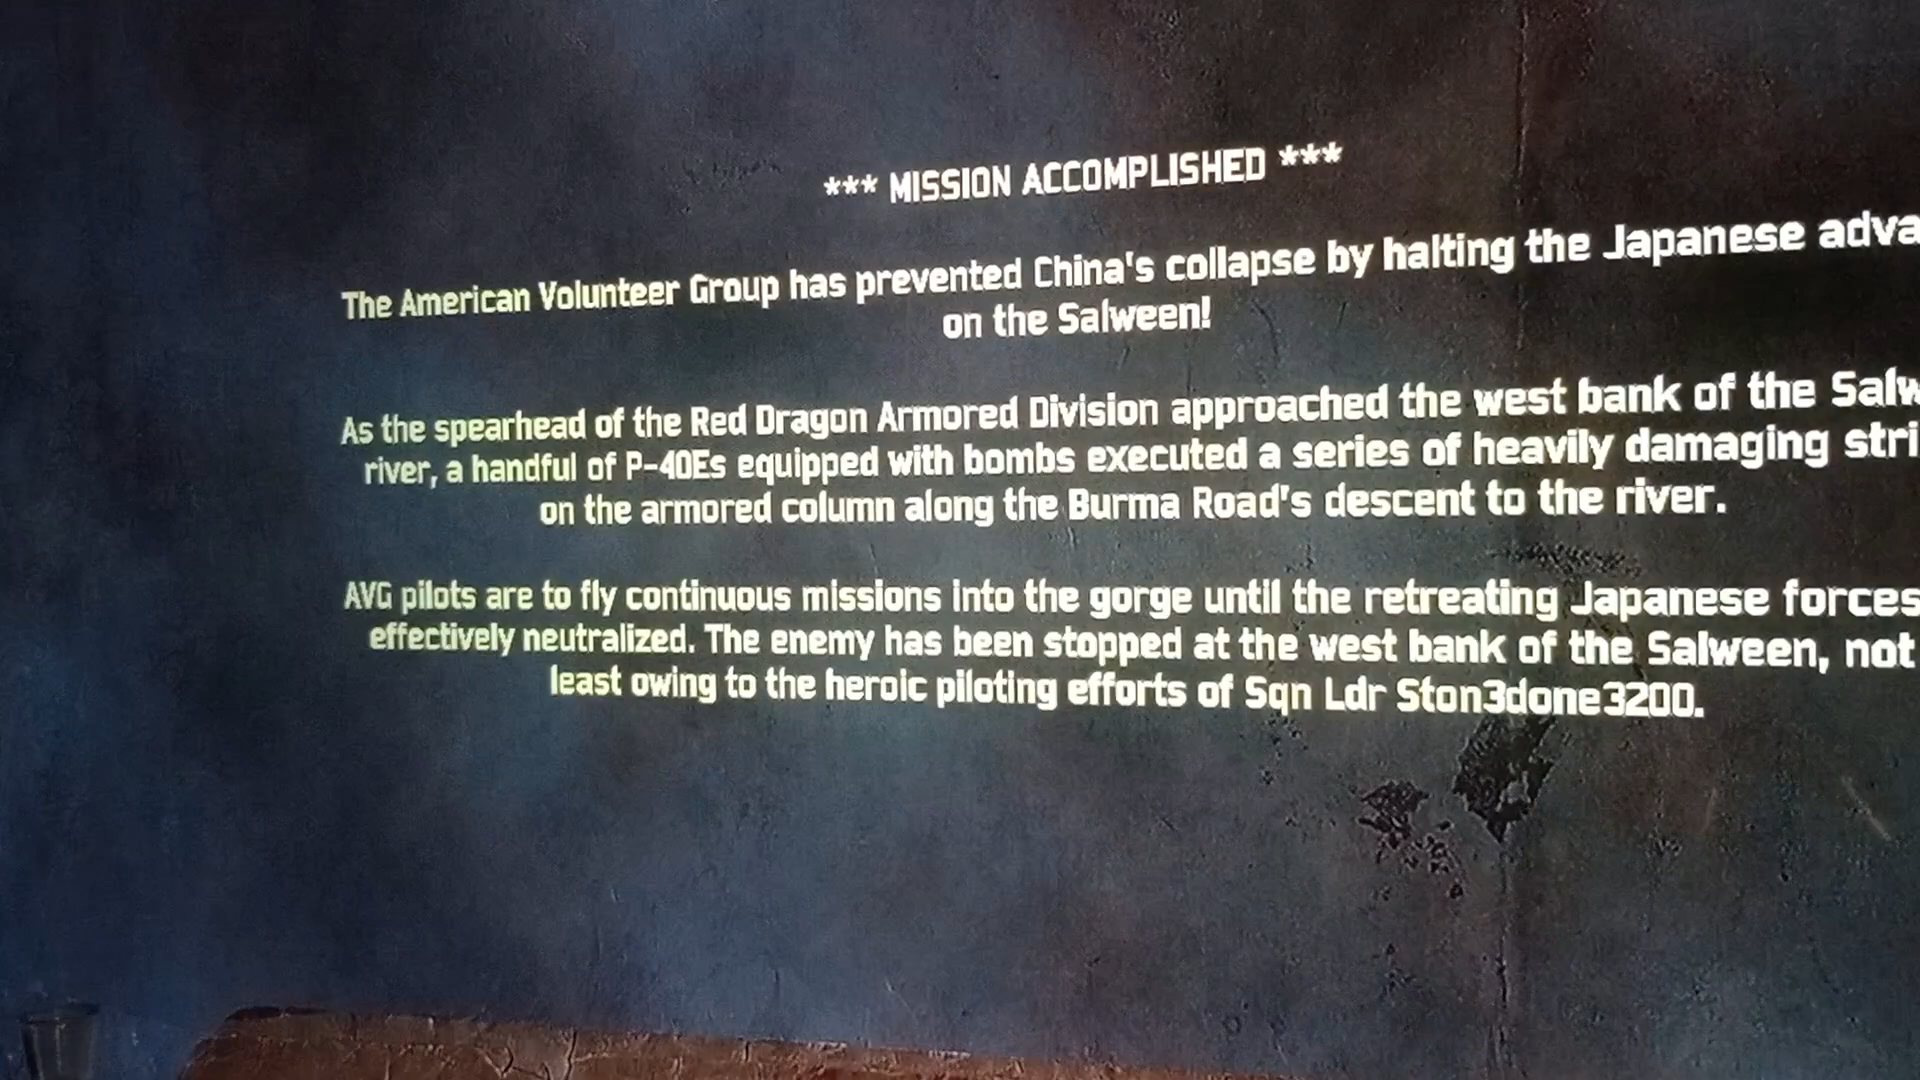 *** MISSION ACCOMPLISHED ***
The American Volunteer Group has prevented China's collapse by halting the Japanese
on the Salween!
As the spearhead of the Red Dragon Armored Division approached the west bank of the
river, a handful of P-40Es equipped with bombs executed a series of heavily damaging
on the armored column along the Burma Road's descent to the river.
AVG pilots are to fly continuous missions into the gorge until the retreating Japanese forces
effectively neutralized. The enemy has been stopped at the west bank of the Salween, not
least owing to the heroic piloting efforts of Sqn Ldr Ston3done3200.